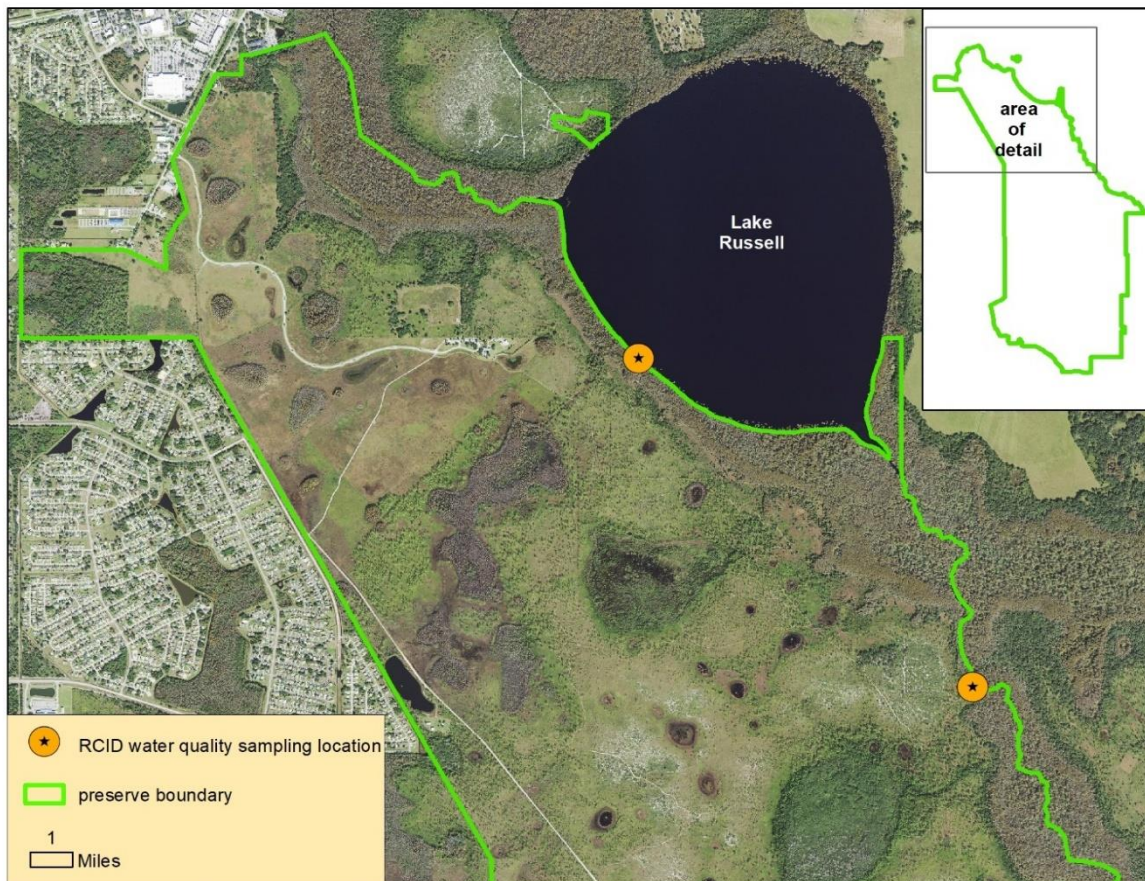 area
of
detail
Lake
Russell
RCID water quality sampling location
preserve boundary
1
Miles